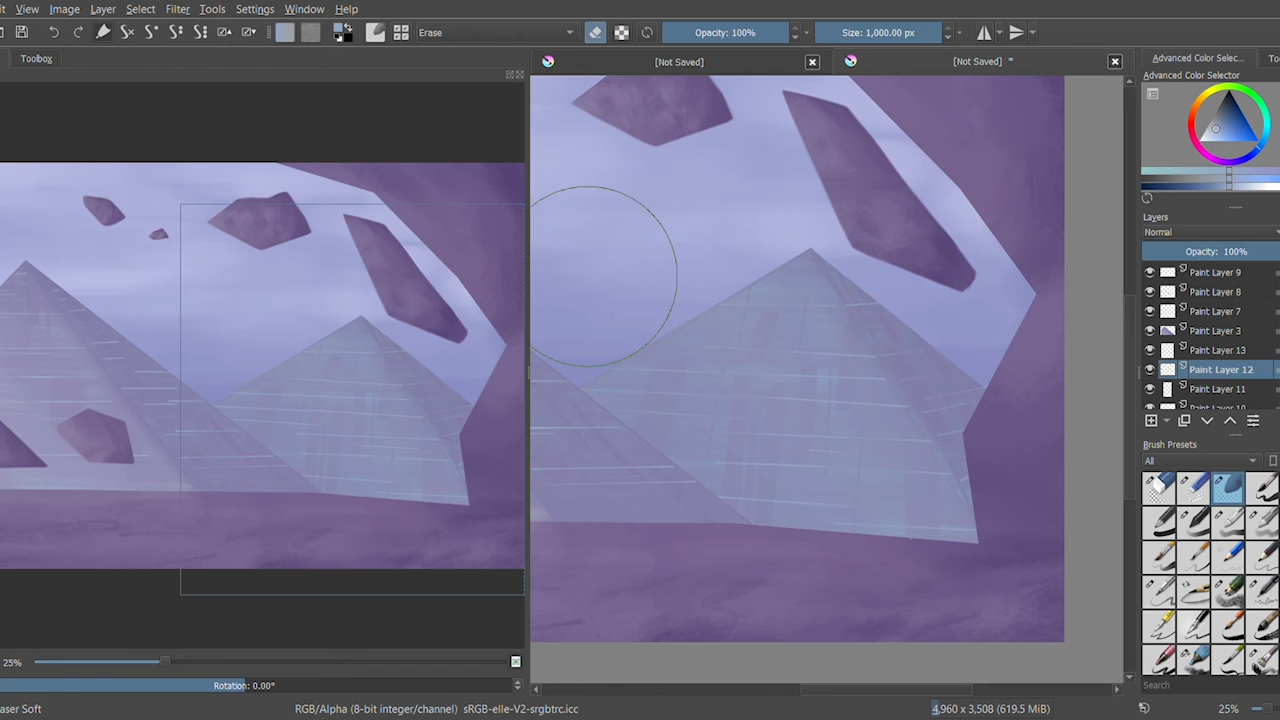 View Image Layer Select Filter Tools Settings Window Help
Erase Opacity: 100% Size: 1,000.00 px
Toolbox
[Not Saved]
[Not Saved] *
Advanced Color Selec...
Advanced Color Selector
Layers
Normal
Opacity: 100%
Paint Layer 9
Paint Layer 8
Paint Layer 7
Paint Layer 3
Paint Layer 13
Paint Layer 12
Paint Layer 11
Brush Presets
All
Search
25%
Rotation: 0.00°
aser Soft
RGB/Alpha (8-bit integer/channel) sRGB-elle-V2-srgbtrc.icc
4,960 x 3,508 (619.5 MiB)
25%